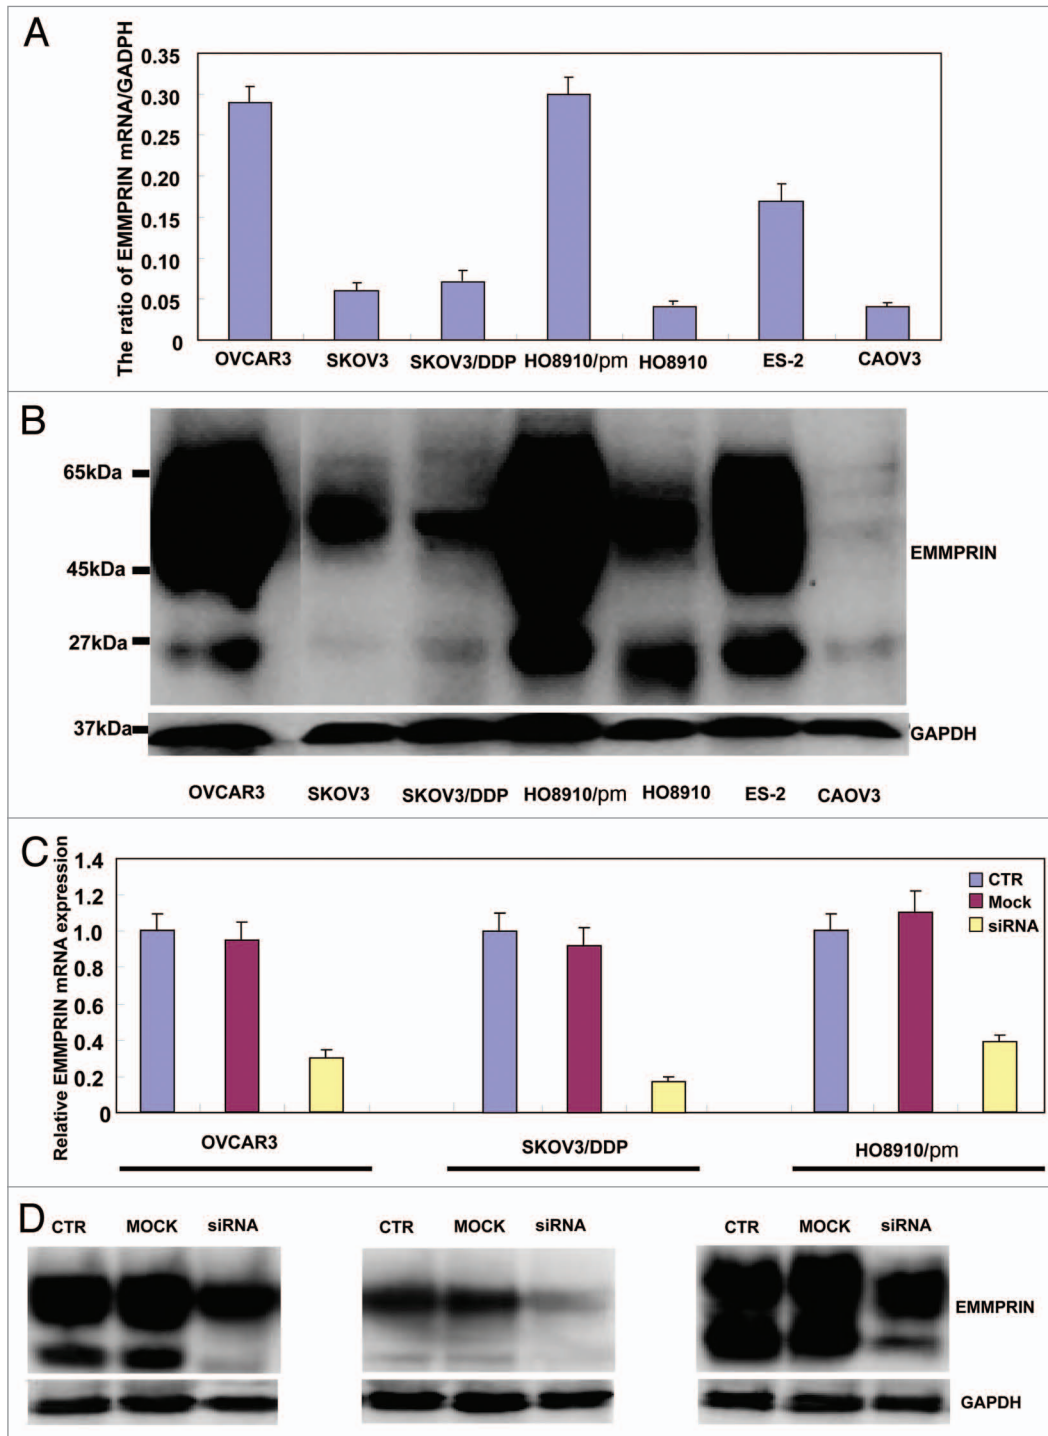 A
The ratio of EMMPRIN mRNA/GADPH
0.35
0.30
0.25
0.20
0.15
0.10
0.05
0
OVCAR3 SKOV3 SKOV3/DDP HO8910/pm HO8910 ES-2 CAOV3
B
65kDa
45kDa
27kDa
EMMPRIN
37kDa
GAPDH
OVCAR3 SKOV3 SKOV3/DDP HO8910/pm HO8910 ES-2 CAOV3
C
Relative EMMPRIN mRNA expression
1.4
1.2
1.0
0.8
0.6
0.4
0.2
0
CTR
Mock
siRNA
OVCAR3 SKOV3/DDP HO8910/pm
D
CTR MOCK siRNA CTR MOCK siRNA CTR MOCK siRNA
EMMPRIN
GAPDH